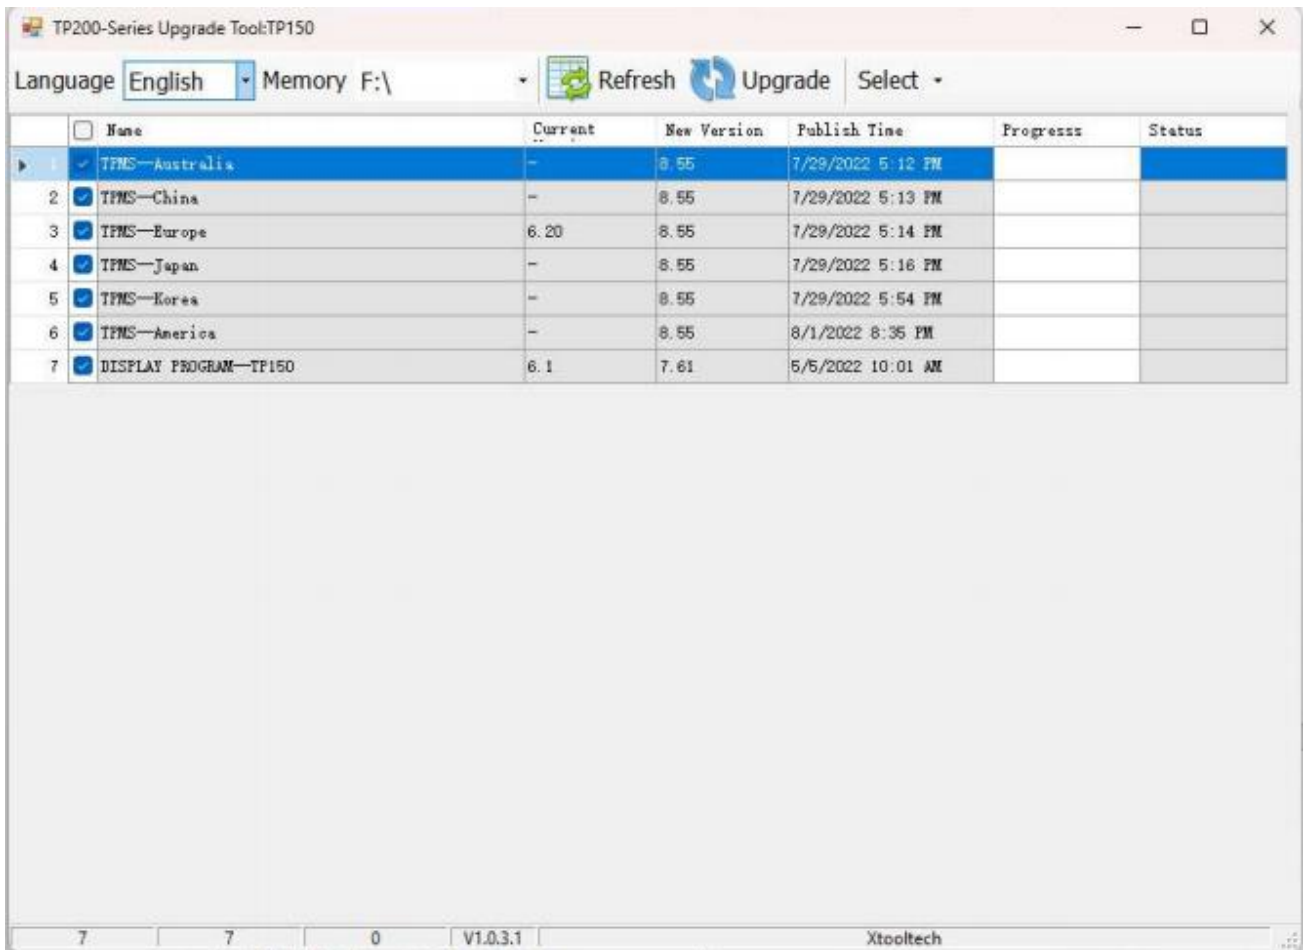 TP200-Series Upgrade Tool:TP150
Language English Memory F:\ Refresh Upgrade Select
Name Current New Version Publish Time Progresss Status
1 TPMS—Australia - 8.55 7/29/2022 5:12 PM
2 TPMS—China - 8.55 7/29/2022 5:13 PM
3 TPMS—Europe 6.20 8.55 7/29/2022 5:14 PM
4 TPMS—Japan - 8.55 7/29/2022 5:16 PM
5 TPMS—Korea - 8.55 7/29/2022 5:54 PM
6 TPMS—America - 8.55 8/1/2022 8:35 PM
7 DISPLAY PROGRAM—TP150 6.1 7.61 5/5/2022 10:01 AM
7 7 0 V1.0.3.1 Xtooltech